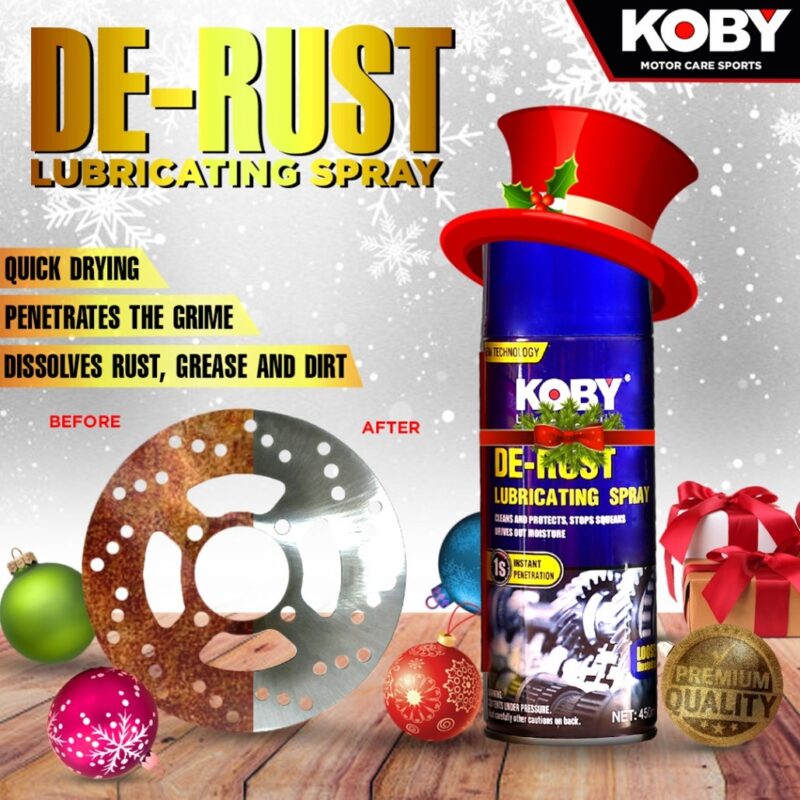 KOBY
MOTOR CARE SPORTS
DE-RUST
LUBRICATING SPRAY
QUICK DRYING
PENETRATES THE GRIME
DISSOLVES RUST, GREASE AND DIRT
BEFORE
AFTER
TECHNOLOGY
KOBY®
DE-RUST
LUBRICATING SPRAY
CLEANS AND PROTECTS, STOPS SQUEAKS
DRIVES OUT MOISTURE
1S
INSTANT
PENETRATION
UNDER PRESSURE.
carefully other cautions on back.
NET: 450
PREMIUM
QUALITY